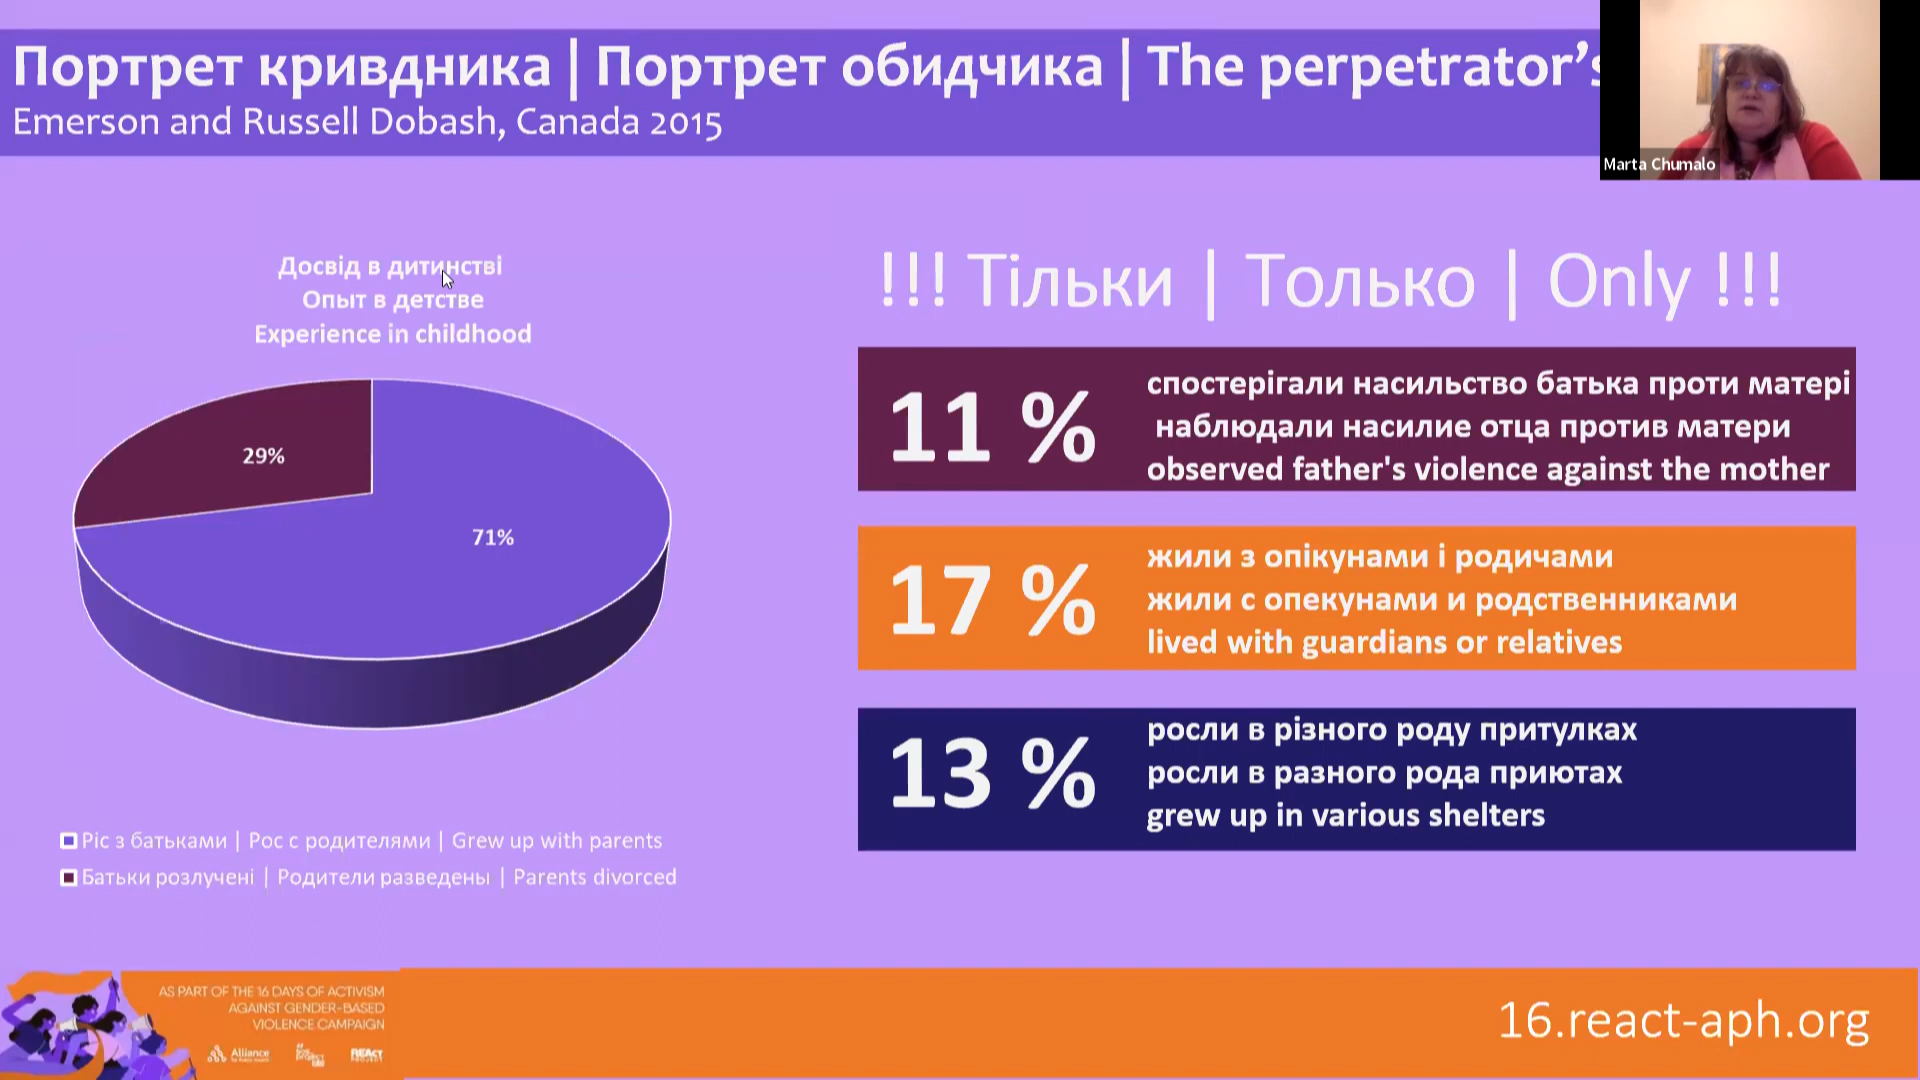 Портрет кривдника | Портрет обидчика | The perpetrator's
Emerson and Russell Dobash, Canada 2015
Marta Chumalo
Досвід в дитинстві
Опыт в детстве
Experience in childhood
29%
71%
Ріс з батьками | Рос с родителями | Grew up with parents
Батьки розлучені | Родители разведены | Parents divorced
!!! Тільки | Только | Only !!!
11 %
спостерігали насильство батька проти матері
наблюдали насилие отца против матери
observed father's violence against the mother
17 %
жили з опікунами і родичами
жили с опекунами и родственниками
lived with guardians or relatives
13 %
росли в різного роду притулках
росли в разного рода приютах
grew up in various shelters
AS PART OF THE 16 DAYS OF ACTIVISM
AGAINST GENDER-BASED
VIOLENCE CAMPAIGN
Alliance
REAct
16.react-aph.org